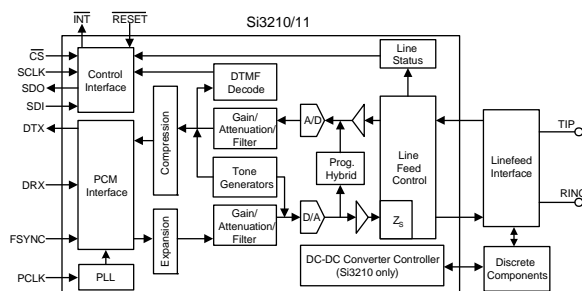 INT
RESET
Si3210/11
CS
SCLK
SDO
SDI
Control
Interface
Line
Status
DTMF
Decode
DTX
DRX
FSYNC
PCLK
PCM
Interface
PLL
Compression
Expansion
Gain/
Attenuation/
Filter
Tone
Generators
Gain/
Attenuation/
Filter
A/D
Prog.
Hybrid
D/A
Line
Feed
Control
ZS
Linefeed
Interface
TIP
RING
DC-DC Converter Controller
(Si3210 only)
Discrete
Components